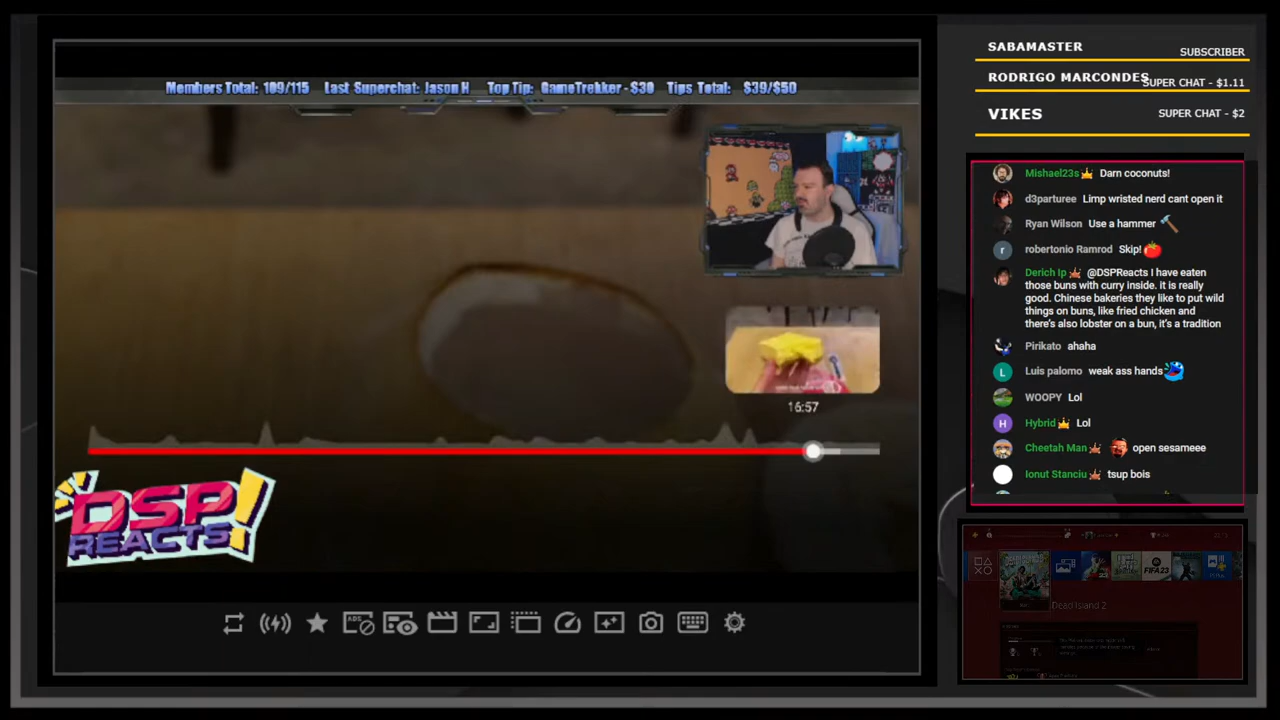 Members Total: 109/115 Last Superchat: Jason H Top Tip: GameTrekker - $30 Tips Total: $39/$50
16:57
DSP!
REACTS
ADS
SABAMASTER SUBSCRIBER
RODRIGO MARCONDES SUPER CHAT - $1.11
VIKES SUPER CHAT - $2
Mishael23s Darn coconuts!
d3parturee Limp wristed nerd cant open it
Ryan Wilson Use a hammer
r robertonio Ramrod Skip!
Derich Ip @DSPReacts I have eaten
those buns with curry inside. it is really
good. Chinese bakeries they like to put wild
things on buns, like fried chicken and
there's also lobster on a bun, it's a tradition
Pirikato ahaha
L Luis palomo weak ass hands
WOOPY Lol
H Hybrid Lol
Cheetah Man open sesameee
Ionut Stanciu tsup bois
FIFA 23
Dead Island 2